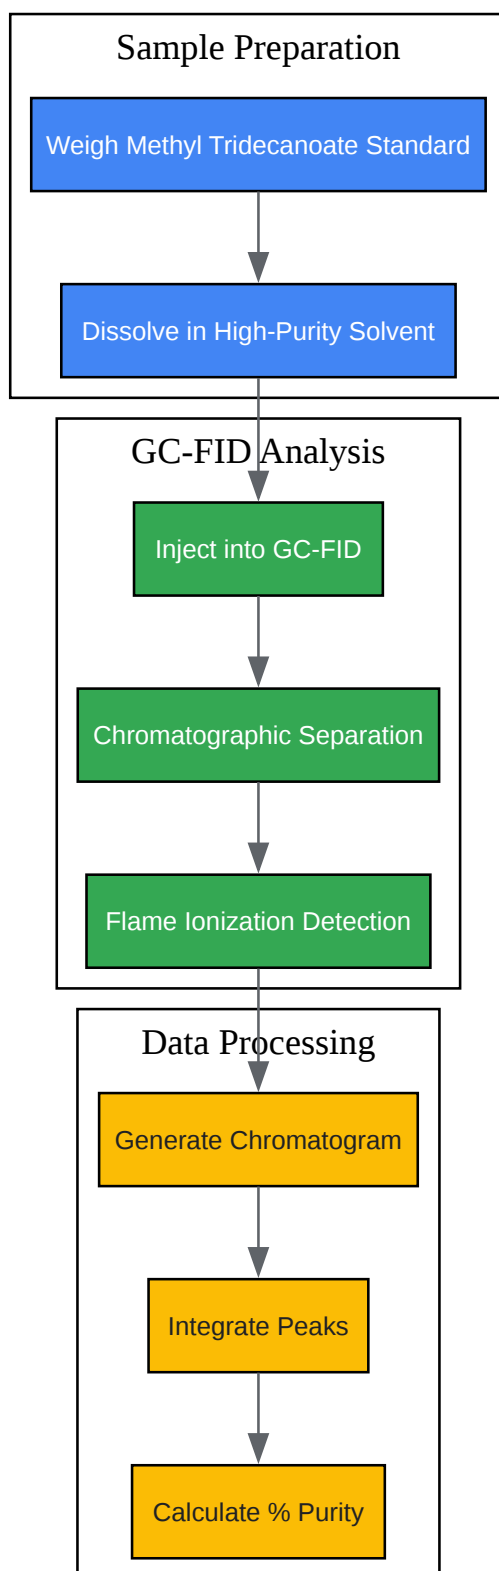 Sample Preparation
Weigh Methyl Tridecanoate Standard
Dissolve in High-Purity Solvent
GC-FID Analysis
Inject into GC-FID
Chromatographic Separation
Flame Ionization Detection
Data Processing
Generate Chromatogram
Integrate Peaks
Calculate % Purity